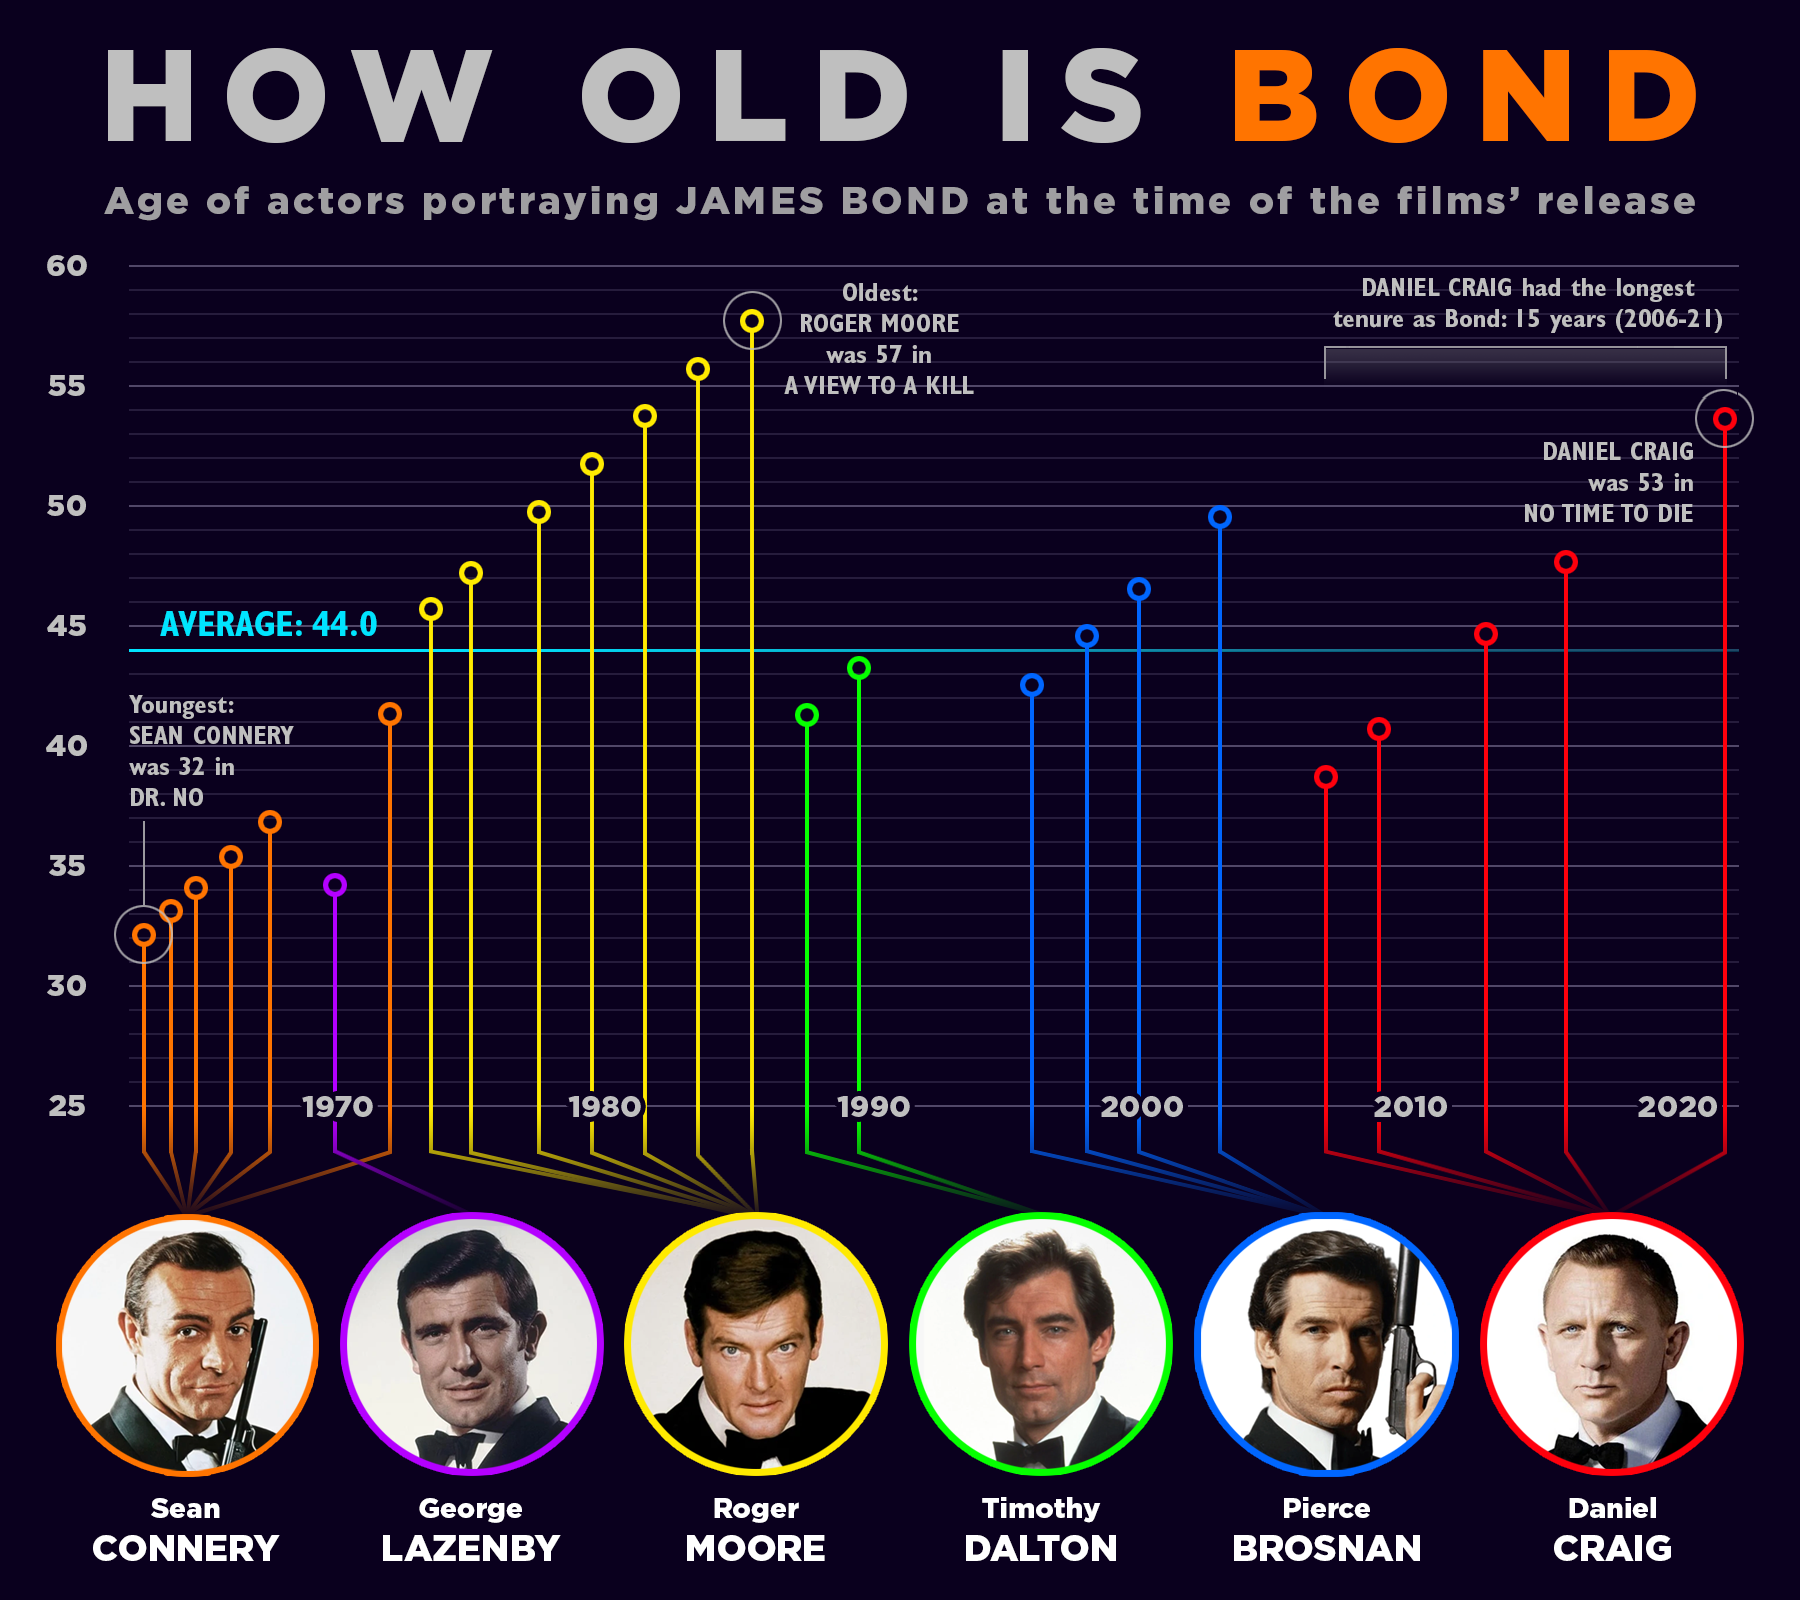 HOW OLD IS BOND
Age of actors portraying JAMES BOND at the time of the films’ release
60
55
50
45
40
35
30
25
Oldest:
ROGER MOORE
was 57 in
A VIEW TO A KILL
DANIEL CRAIG had the longest
tenure as Bond: 15 years (2006-21)
DANIEL CRAIG
was 53 in
NO TIME TO DIE
AVERAGE: 44.0
Youngest:
SEAN CONNERY
was 32 in
DR. NO
1970
1980
1990
2000
2010
2020
Sean
CONNERY
George
LAZENBY
Roger
MOORE
Timothy
DALTON
Pierce
BROSNAN
Daniel
CRAIG